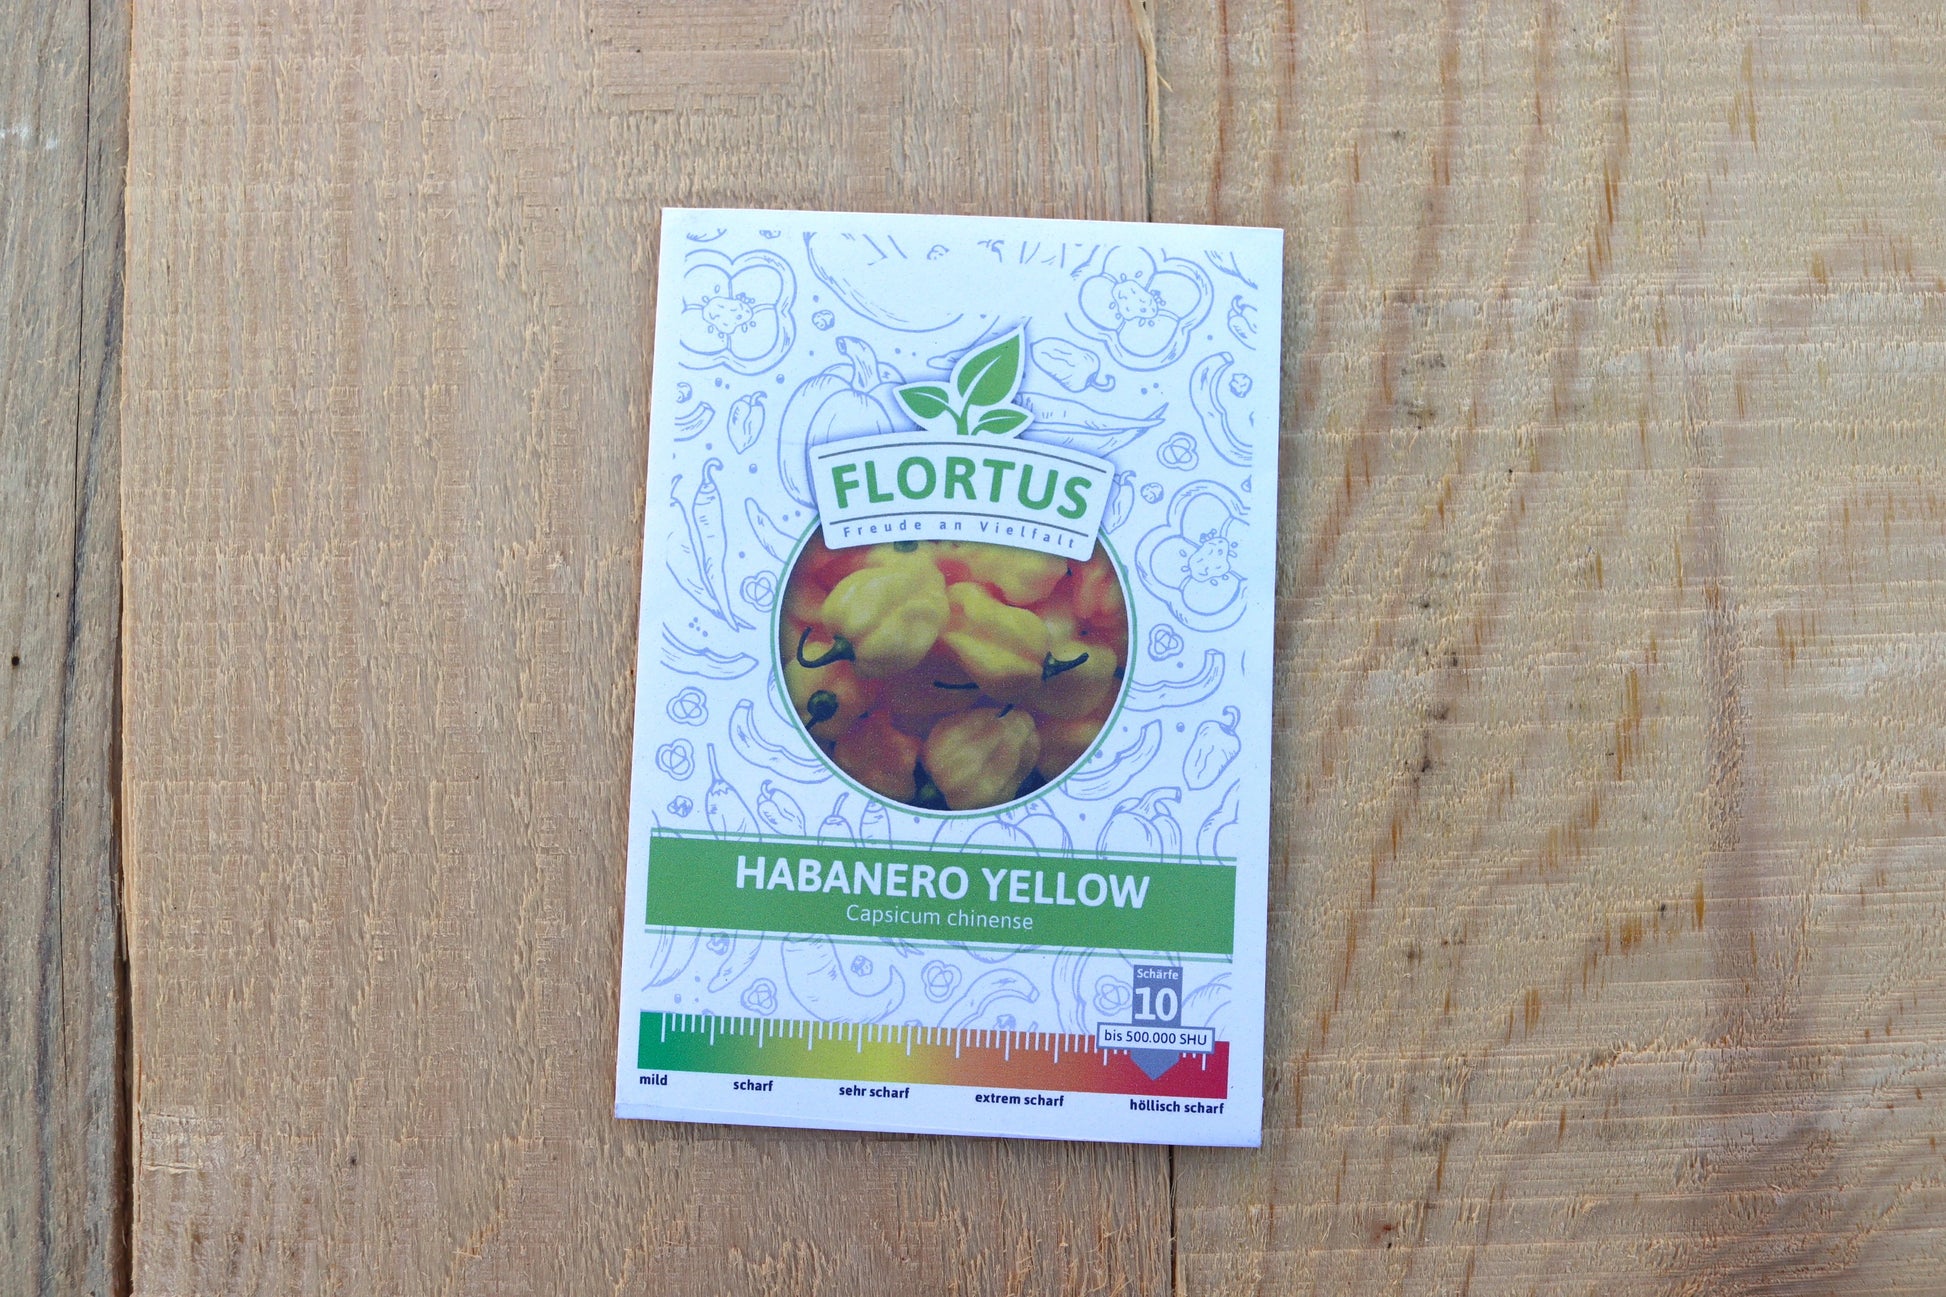 FLORTUS
Freude an Vielfalt
HABANERO YELLOW
Capsicum chinense
Schärfe
10
bis 500.000 SHU
mild scharf sehr scharf extrem scharf höllisch scharf